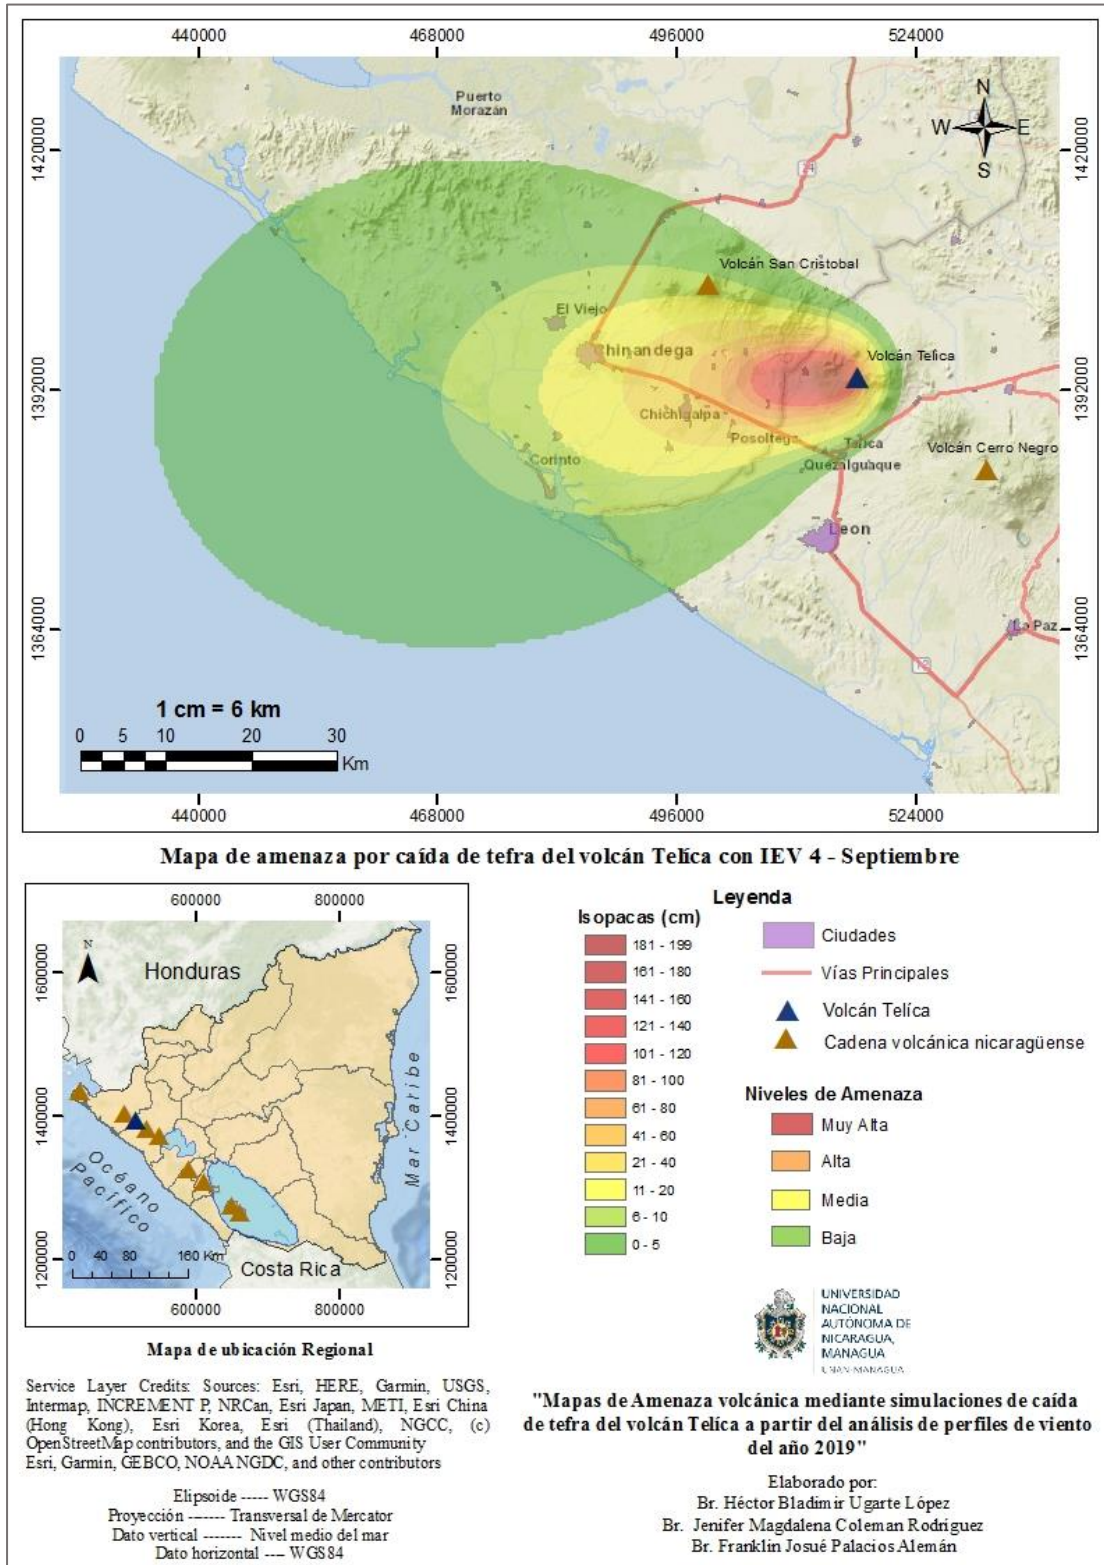 440000 468000 496000 524000
1420000 1420000
1392000 1392000
1364000 1364000
N
W E
S
Puerto
Morazán
24
Volcán San Cristobal
El Viejo
Chinandega
Volcán Telica
Chichigalpa
Posoltega
Telica
Volcán Cerro Negro
Quezalguaque
Corinto
Leon
La Paz
12
1 cm = 6 km
0 5 10 20 30
Km
440000 468000 496000 524000
Mapa de amenaza por caída de tefra del volcán Telíca con IEV 4 - Septiembre
600000 800000
1600000 1600000
1400000 1400000
1200000 1200000
N
Honduras
Mar Caribe
Océano
Pacífico
0 40 80 160 Km
Costa Rica
600000 800000
Mapa de ubicación Regional
Leyenda
Isopacas (cm)
181 - 199
161 - 180
141 - 160
121 - 140
101 - 120
81 - 100
61 - 80
41 - 60
21 - 40
11 - 20
6 - 10
0 - 5
Ciudades
Vías Principales
Volcán Telíca
Cadena volcánica nicaragüense
Niveles de Amenaza
Muy Alta
Alta
Media
Baja
UNIVERSIDAD
NACIONAL
AUTÓNOMA DE
NICARAGUA,
MANAGUA
UNAN-MANAGUA
Service Layer Credits: Sources: Esri, HERE, Garmin, USGS,
Intermap, INCREMENT P, NRCan, Esri Japan, METI, Esri China
(Hong Kong), Esri Korea, Esri (Thailand), NGCC, (c)
OpenStreetMap contributors, and the GIS User Community
Esri, Garmin, GEBCO, NOAA NGDC, and other contributors
Elipsoide ----- WGS84
Proyección ------- Transversal de Mercator
Dato vertical ------- Nivel medio del mar
Dato horizontal ---- WGS84
"Mapas de Amenaza volcánica mediante simulaciones de caída
de tefra del volcán Telíca a partir del análisis de perfiles de viento
del año 2019"
Elaborado por:
Br. Héctor Bladimir Ugarte López
Br. Jenifer Magdalena Coleman Rodriguez
Br. Franklin Josué Palacios Alemán